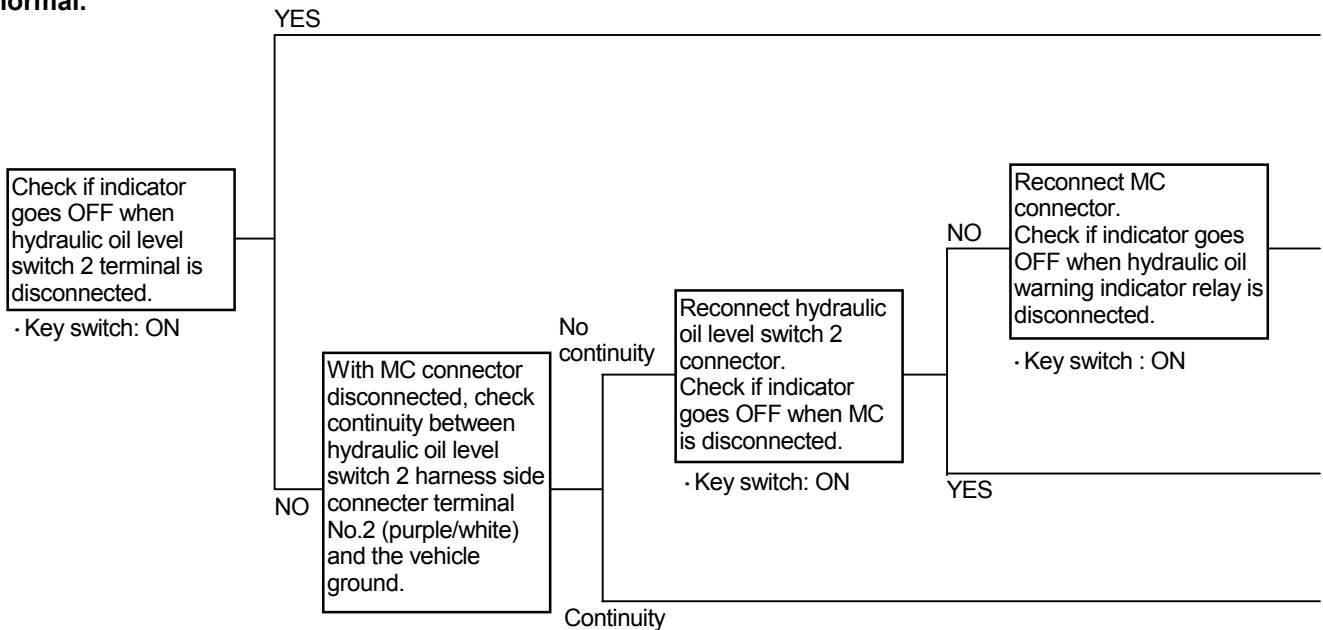 normal.
YES
Check if indicator
goes OFF when
hydraulic oil level
switch 2 terminal is
disconnected.
· Key switch: ON
NO
With MC connector
disconnected, check
continuity between
hydraulic oil level
switch 2 harness side
connecter terminal
No.2 (purple/white)
and the vehicle
ground.
No
continuity
Continuity
Reconnect hydraulic
oil level switch 2
connector.
Check if indicator
goes OFF when MC
is disconnected.
· Key switch: ON
NO
YES
Reconnect MC
connector.
Check if indicator goes
OFF when hydraulic oil
warning indicator relay is
disconnected.
· Key switch : ON